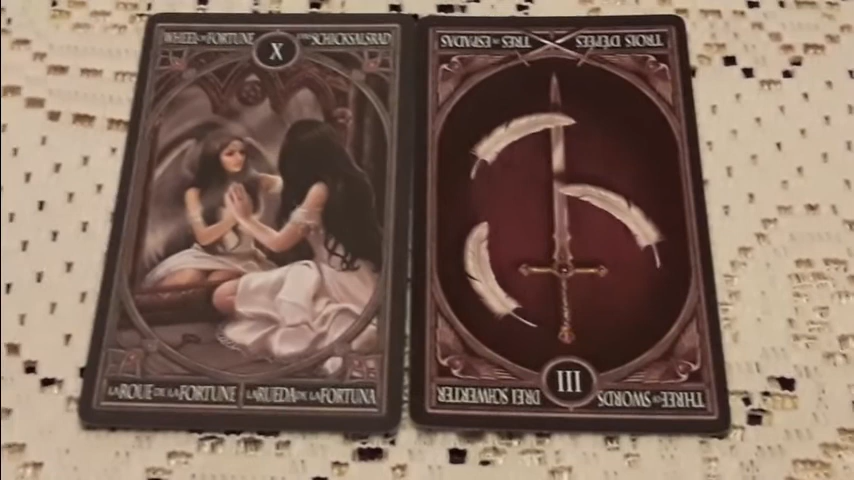 WHEEL OF FORTUNE
X
SCHICKSALSRAD
LA ROUE DE LA FORTUNE LA RUEDA DE LA FORTUNA
THREE OF SWORDS
III
DREI SCHWERTER
TROIS D'ÉPÉES
TRES DE ESPADAS